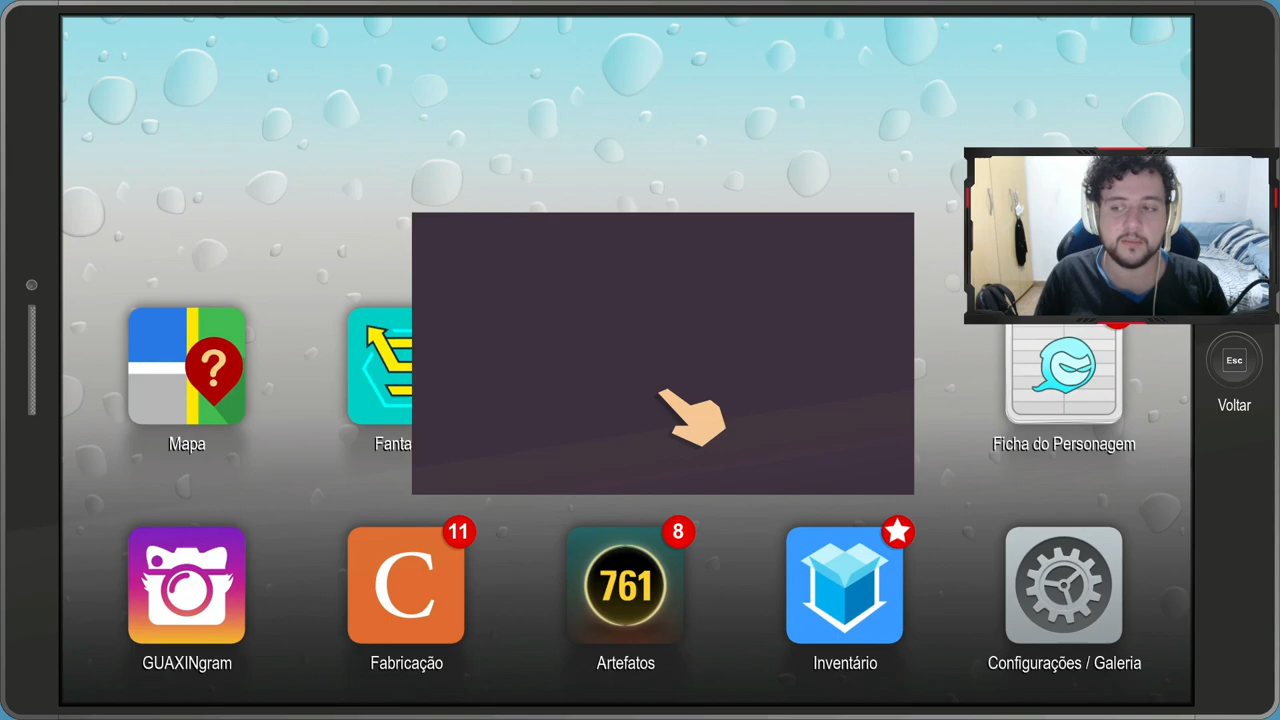 ?
Mapa
Fanta
Ficha do Personagem
Esc
Voltar
GUAXINgram
C
11
Fabricação
761
8
Artefatos
Inventário
Configurações / Galeria